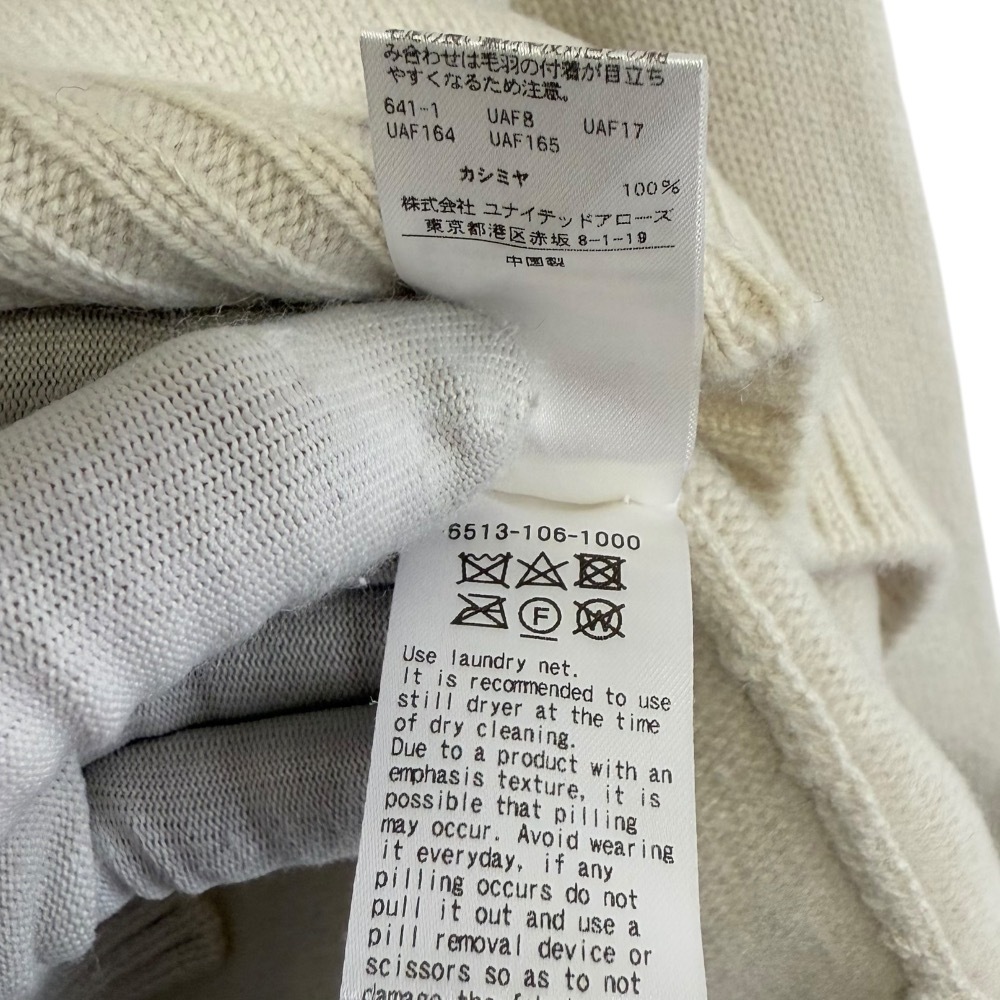 み合わせは毛羽の付着が目立ち
やすくなるため注意。
641-1 UAF8 UAF17
UAF164 UAF165
カシミヤ 100%
株式会社 ユナイテッドアローズ
東京都港区赤坂 8-1-19
中国製
6513-106-1000
F
W
Use laundry net.
It is recommended to use
still dryer at the time
of dry cleaning.
Due to a product with an
emphasis texture, it is
possible that pilling
may occur. Avoid wearing
it everyday, if any
pilling occurs do not
pull it out and use a
pill removal device or
scissors so as to not
damage the